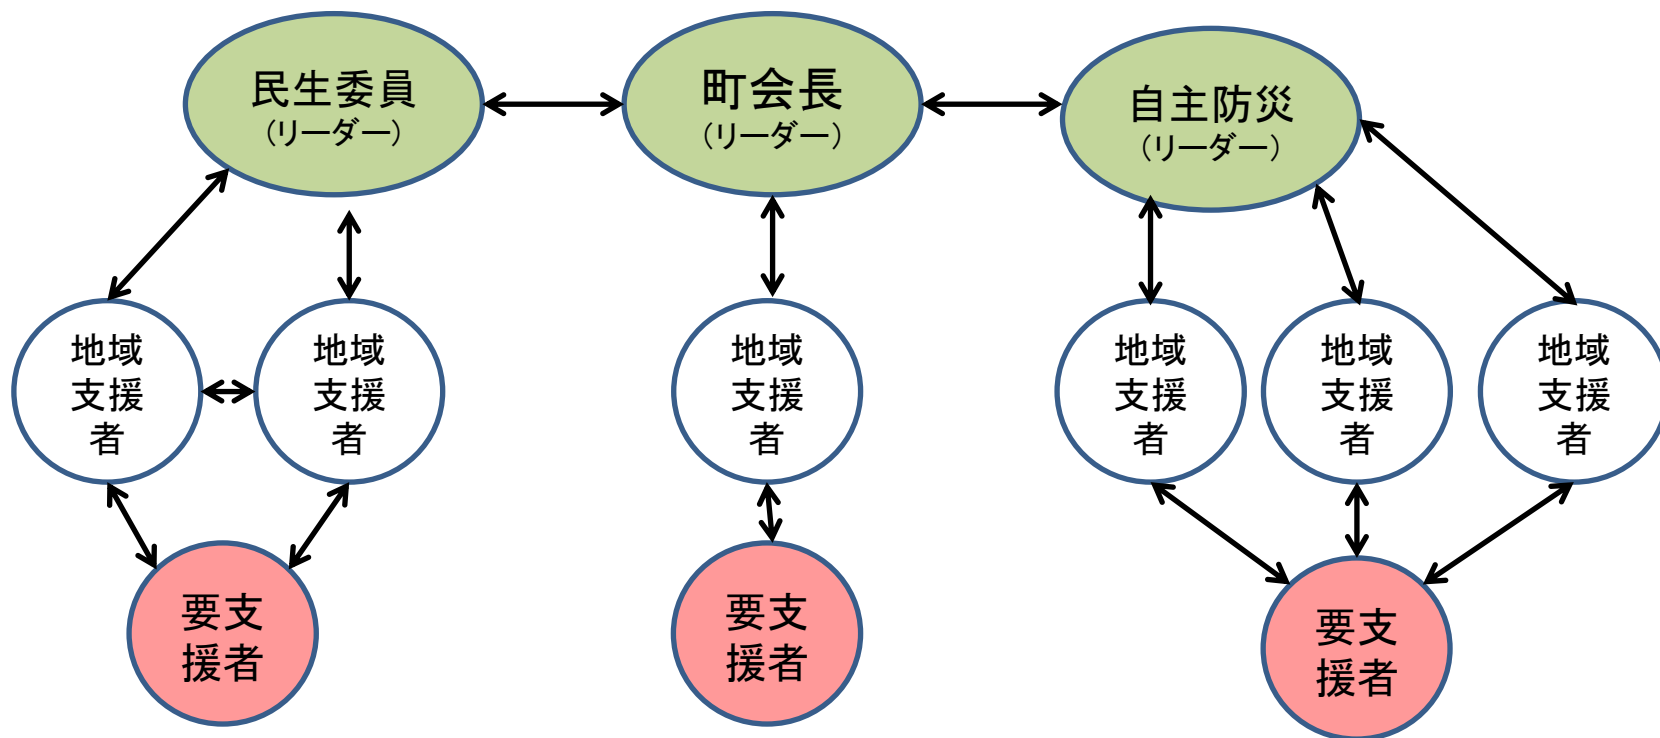 民生委員
（リーダー）
町会長
（リーダー）
自主防災
（リーダー）
地域
支援
者
地域
支援
者
地域
支援
者
地域
支援
者
地域
支援
者
地域
支援
者
要支
援者
要支
援者
要支
援者